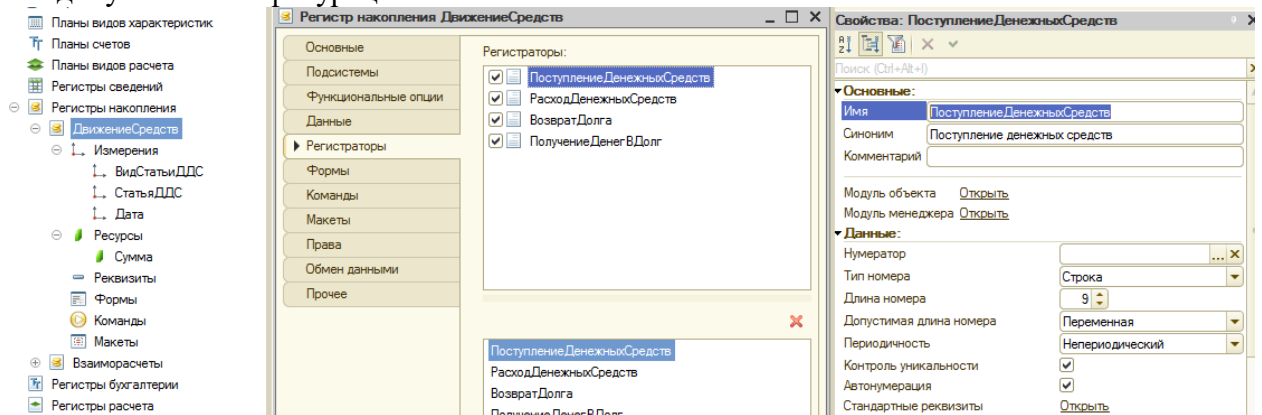 Планы видов характеристик
Планы счетов
Планы видов расчета
Регистры сведений
Регистры накопления
ДвижениеСредств
Измерения
ВидСтатьиДДС
СтатьяДДС
Дата
Ресурсы
Сумма
Реквизиты
Формы
Команды
Макеты
Взаиморасчеты
Регистры бухгалтерии
Регистры расчета
Регистр накопления ДвижениеСредств
Основные
Подсистемы
Функциональные опции
Данные
Регистраторы
Формы
Команды
Макеты
Права
Обмен данными
Прочее
Регистраторы:
ПоступлениеДенежныхСредств
РасходДенежныхСредств
ВозвратДолга
ПолучениеДенегВДолг
ПоступлениеДенежныхСредств
РасходДенежныхСредств
ВозвратДолга
ПолучениеДенегВДолг
Свойства: ПоступлениеДенежныхСредств
Поиск (Ctrl+Alt+I)
Основные:
Имя ПоступлениеДенежныхСредств
Синоним Поступление денежных средств
Комментарий
Модуль объекта Открыть
Модуль менеджера Открыть
Данные:
Нумератор ...
Тип номера Строка
Длина номера 9
Допустимая длина номера Переменная
Периодичность Непериодический
Контроль уникальности
Автонумерация
Стандартные реквизиты Открыть